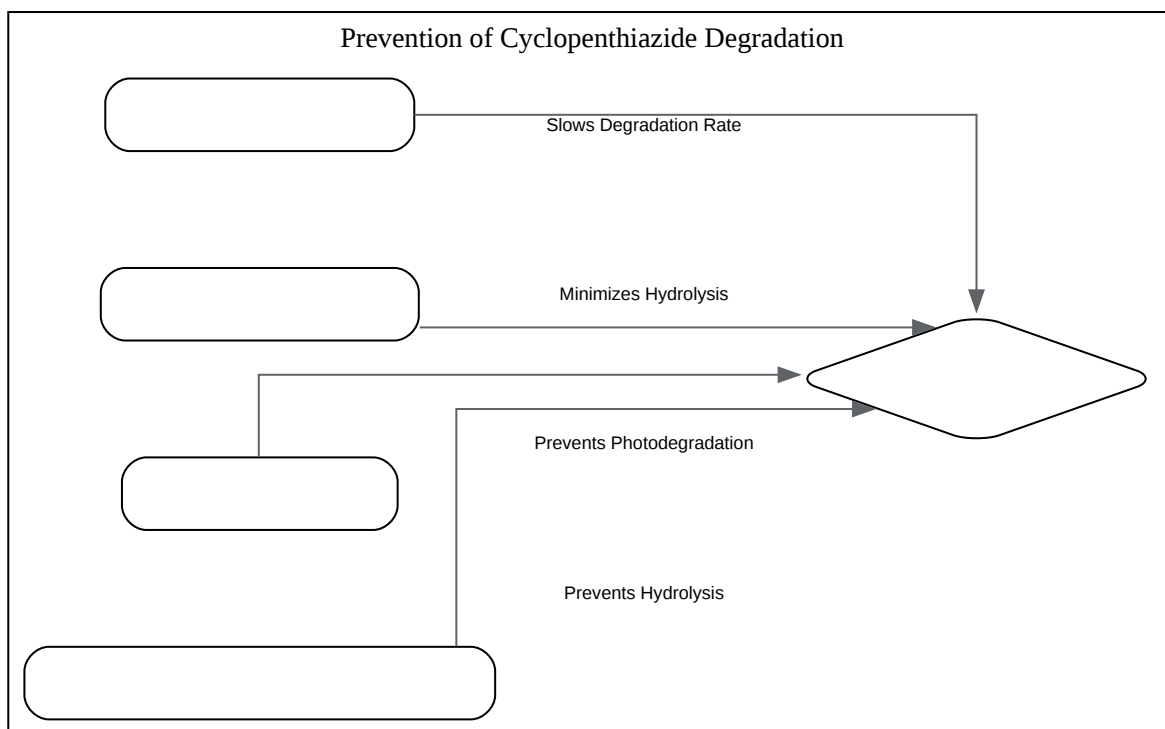 Prevention of Cyclopenthiazide Degradation
Slows Degradation Rate
Minimizes Hydrolysis
Prevents Photodegradation
Prevents Hydrolysis